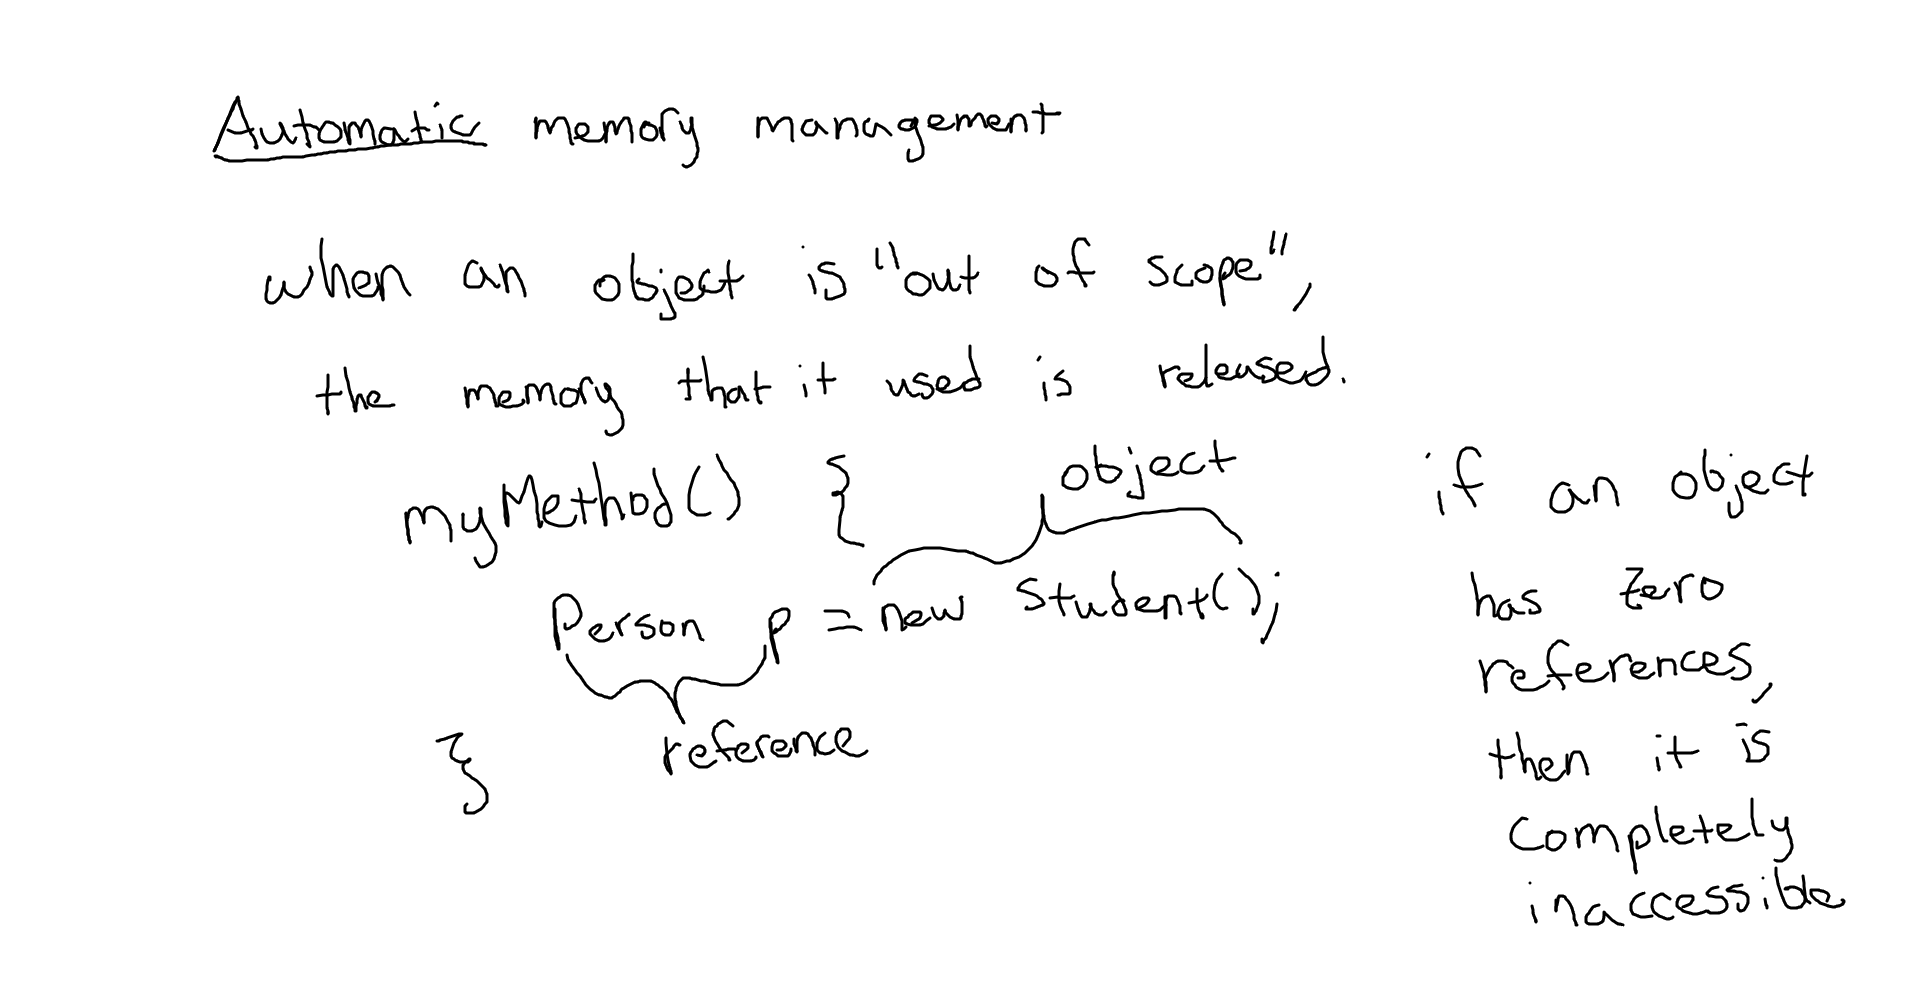 Automatic memory management
when an object is "out of scope",
the memory that it used is released.
myMethod() {
object
Person p = new Student();
reference
}
if an object
has zero
references,
then it is
completely
inaccessible